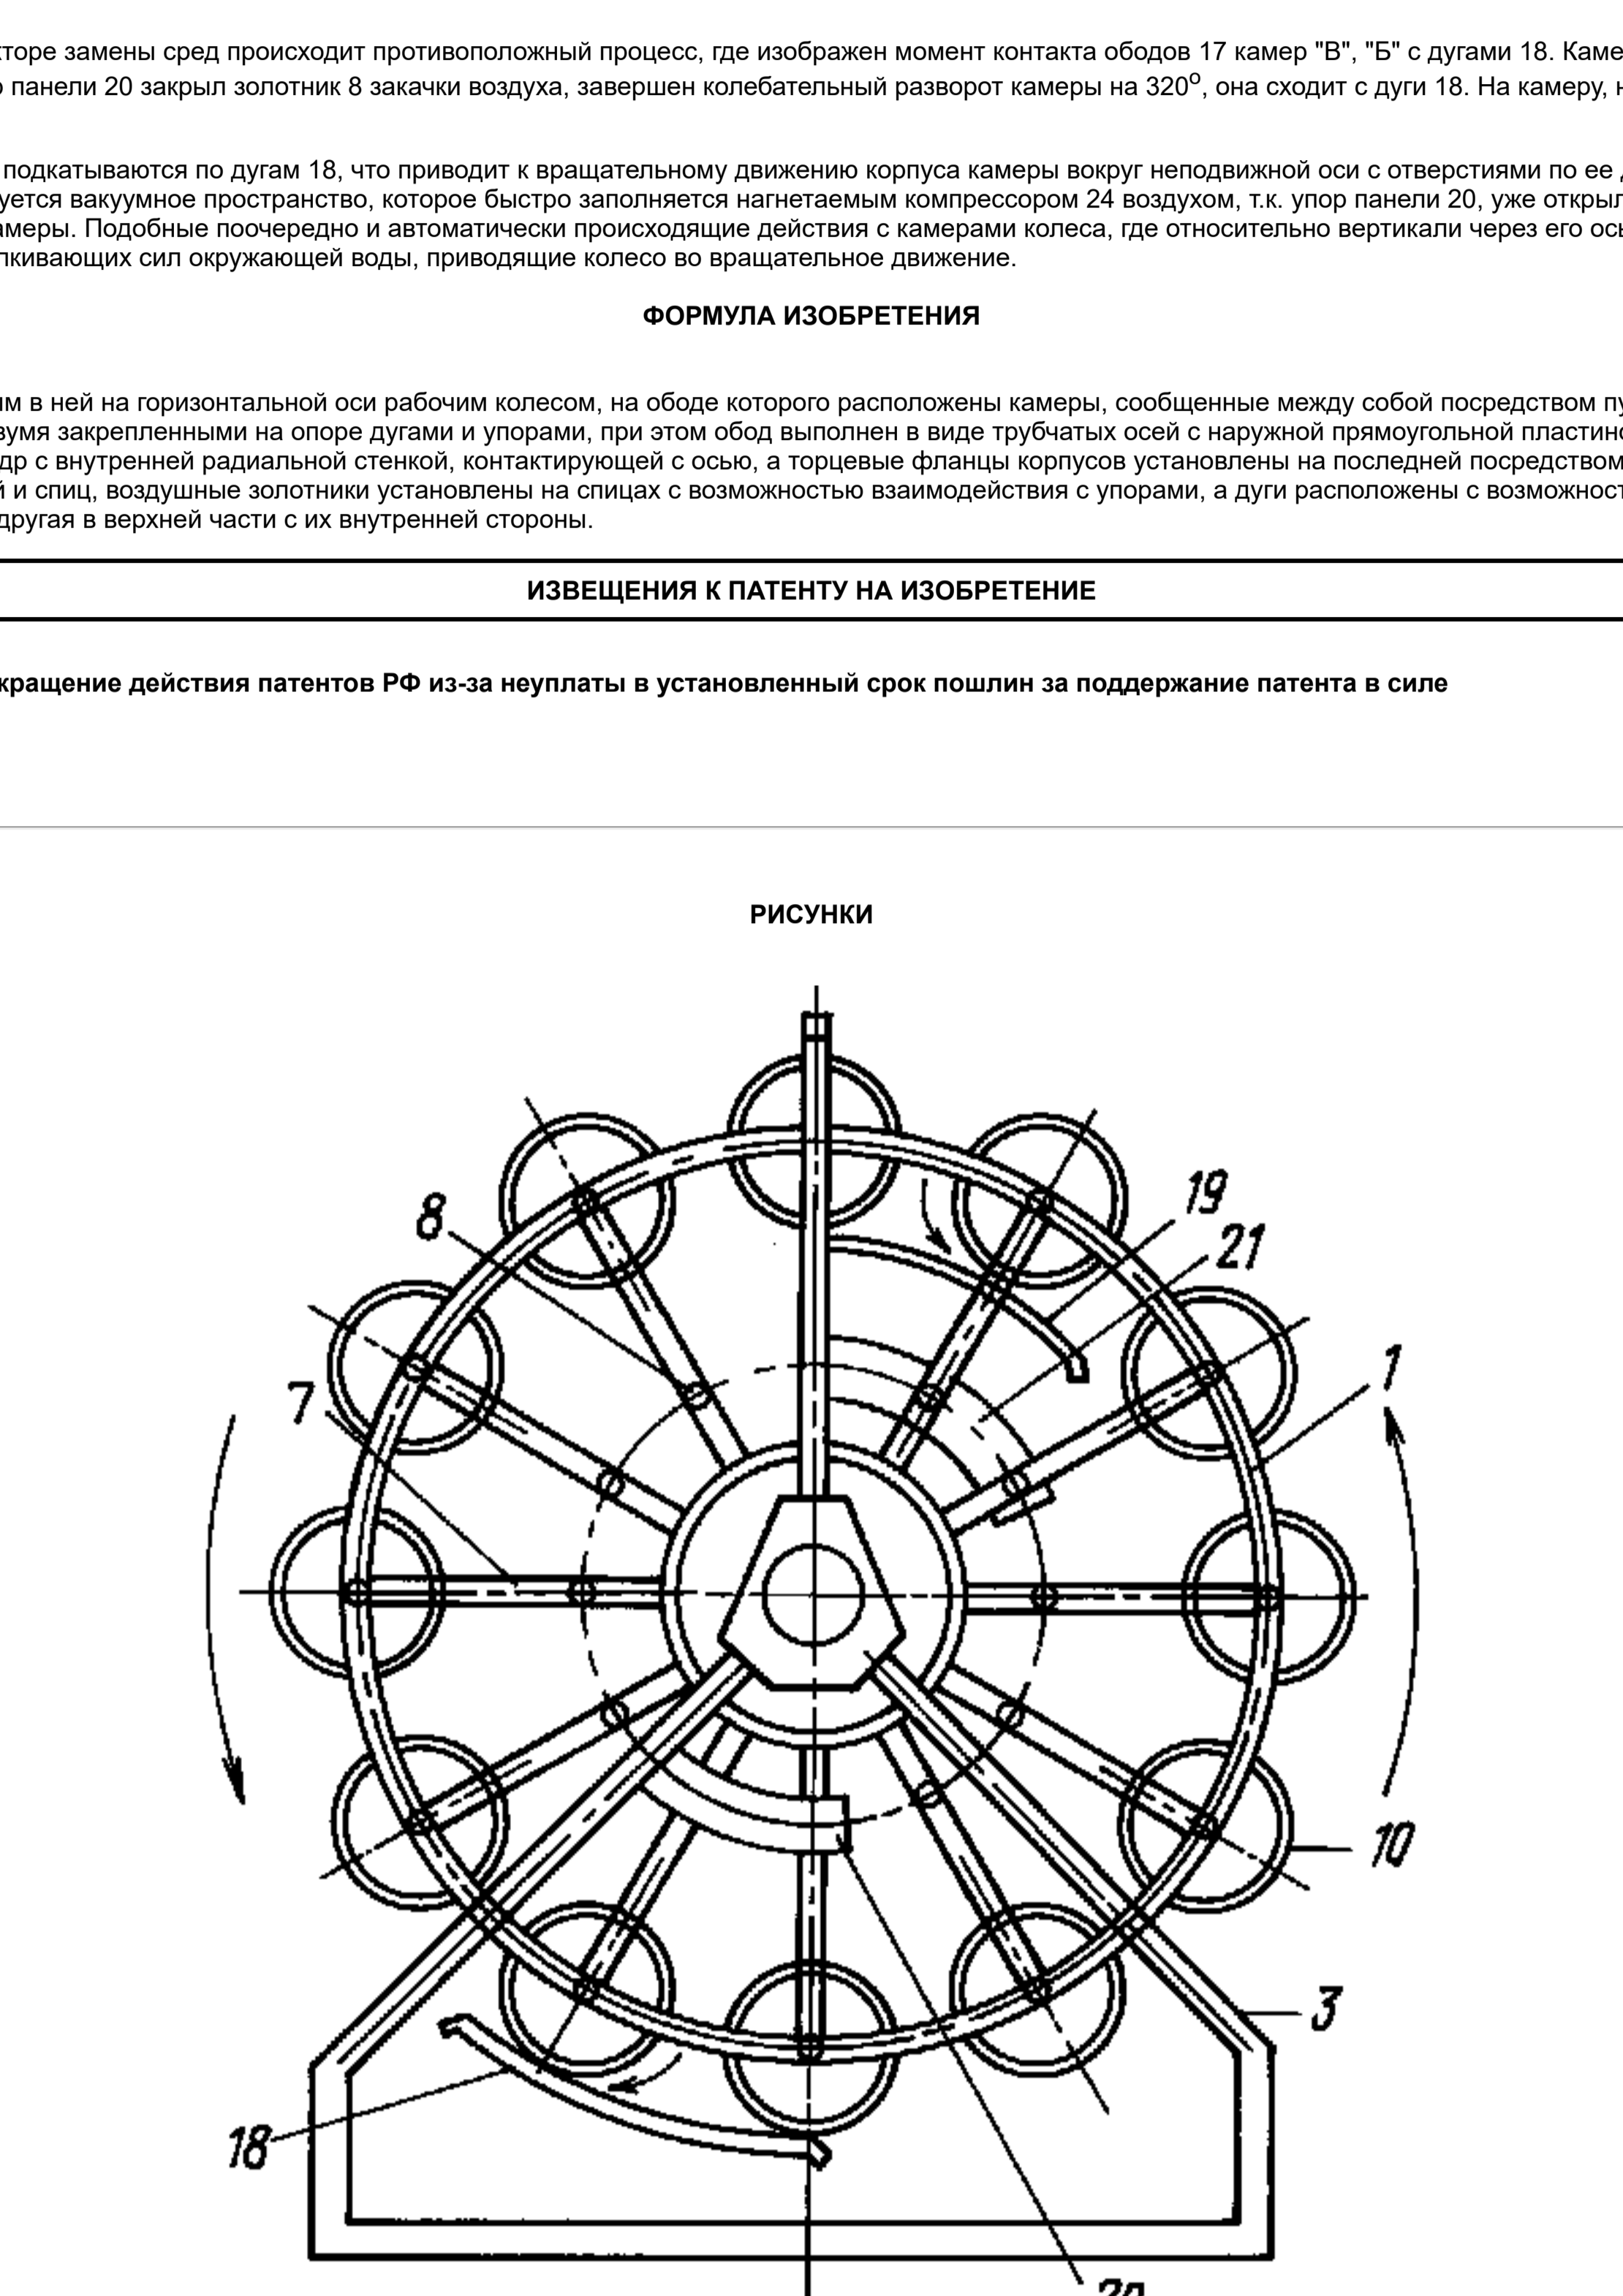 кторе замены сред происходит противоположный процесс, где изображен момент контакта ободов 17 камер "В", "Б" с дугами 18. Каме
о панели 20 закрыл золотник 8 закачки воздуха, завершен колебательный разворот камеры на 320о, она сходит с дуги 18. На камеру, н
подкатываются по дугам 18, что приводит к вращательному движению корпуса камеры вокруг неподвижной оси с отверстиями по ее
уется вакуумное пространство, которое быстро заполняется нагнетаемым компрессором 24 воздухом, т.к. упор панели 20, уже открыл
амеры. Подобные поочередно и автоматически происходящие действия с камерами колеса, где относительно вертикали через его ось
лкивающих сил окружающей воды, приводящие колесо во вращательное движение.
ФОРМУЛА ИЗОБРЕТЕНИЯ
им в ней на горизонтальной оси рабочим колесом, на ободе которого расположены камеры, сообщенные между собой посредством пу
вумя закрепленными на опоре дугами и упорами, при этом обод выполнен в виде трубчатых осей с наружной прямоугольной пластино
др с внутренней радиальной стенкой, контактирующей с осью, а торцевые фланцы корпусов установлены на последней посредством
й и спиц, воздушные золотники установлены на спицах с возможностью взаимодействия с упорами, а дуги расположены с возможност
другая в верхней части с их внутренней стороны.
ИЗВЕЩЕНИЯ К ПАТЕНТУ НА ИЗОБРЕТЕНИЕ
кращение действия патентов РФ из-за неуплаты в установленный срок пошлин за поддержание патента в силе
РИСУНКИ
8
19
21
7
1
10
3
18
20